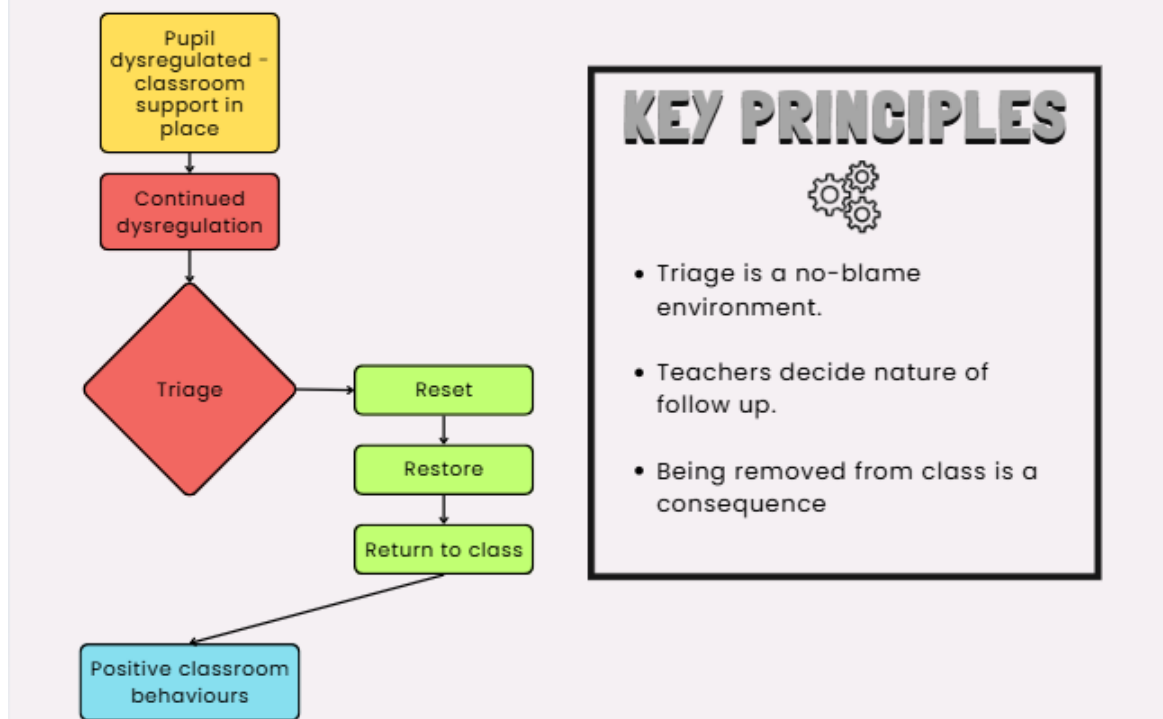 Pupil
dysregulated -
classroom
support in
place
Continued
dysregulation
Triage
Reset
Restore
Return to class
Positive classroom
behaviours
KEY PRINCIPLES
• Triage is a no-blame
environment.
• Teachers decide nature of
follow up.
• Being removed from class is a
consequence